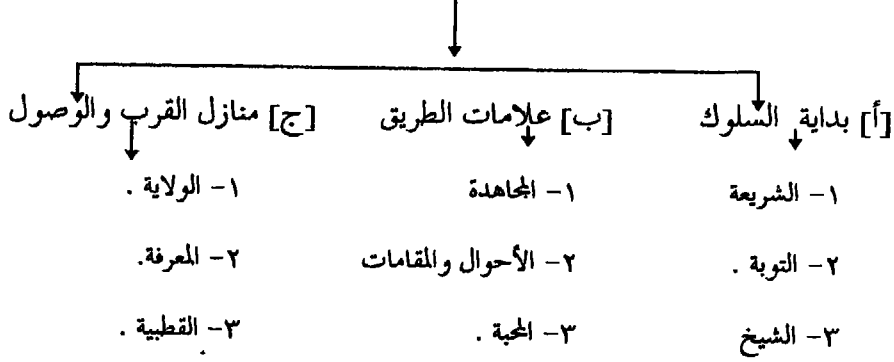 [أ] بداية السلوك [ب] علامات الطريق [ج] منازل القرب والوصول
١- الشريعة ١- المجاهدة ١- الولاية .
٢- التوبة . ٢- الأحوال والمقامات ٢- المعرفة.
٣- الشيخ ٣- المحبة . ٣- القطبية .